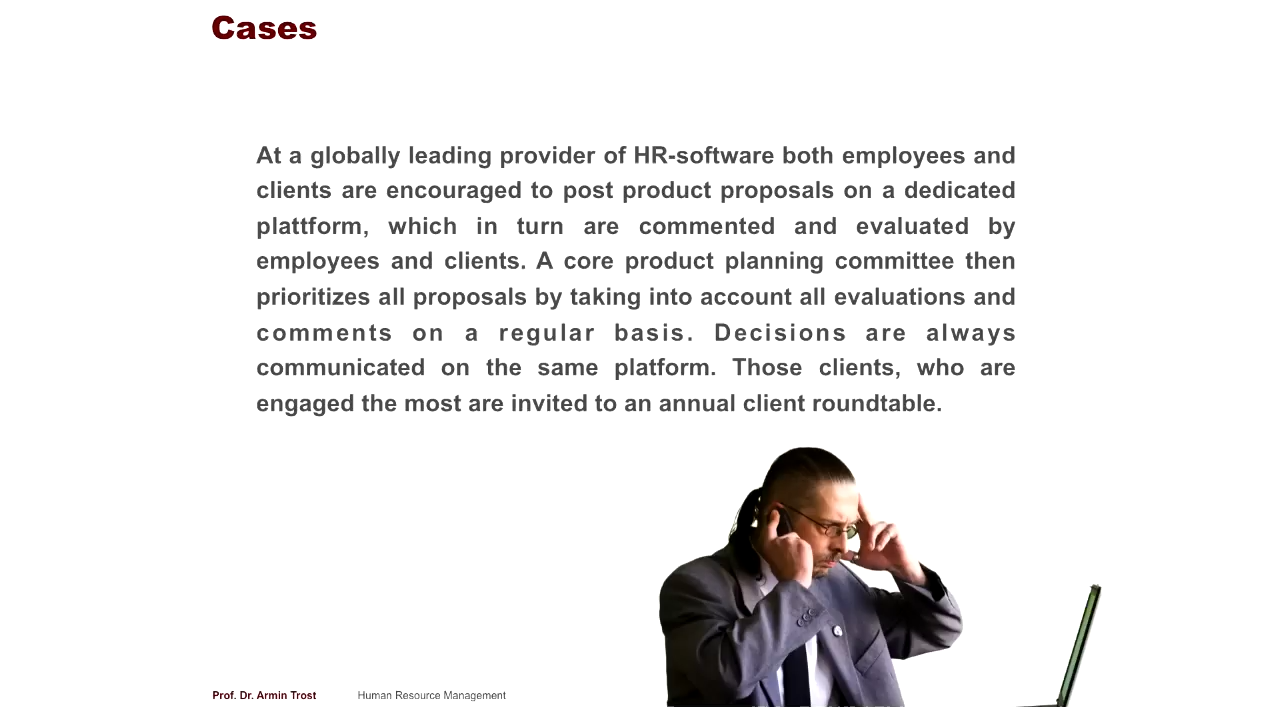 Cases
At a globally leading provider of HR-software both employees and
clients are encouraged to post product proposals on a dedicated
plattform, which in turn are commented and evaluated by
employees and clients. A core product planning committee then
prioritizes all proposals by taking into account all evaluations and
comments on a regular basis. Decisions are always
communicated on the same platform. Those clients, who are
engaged the most are invited to an annual client roundtable.
Prof. Dr. Armin Trost Human Resource Management